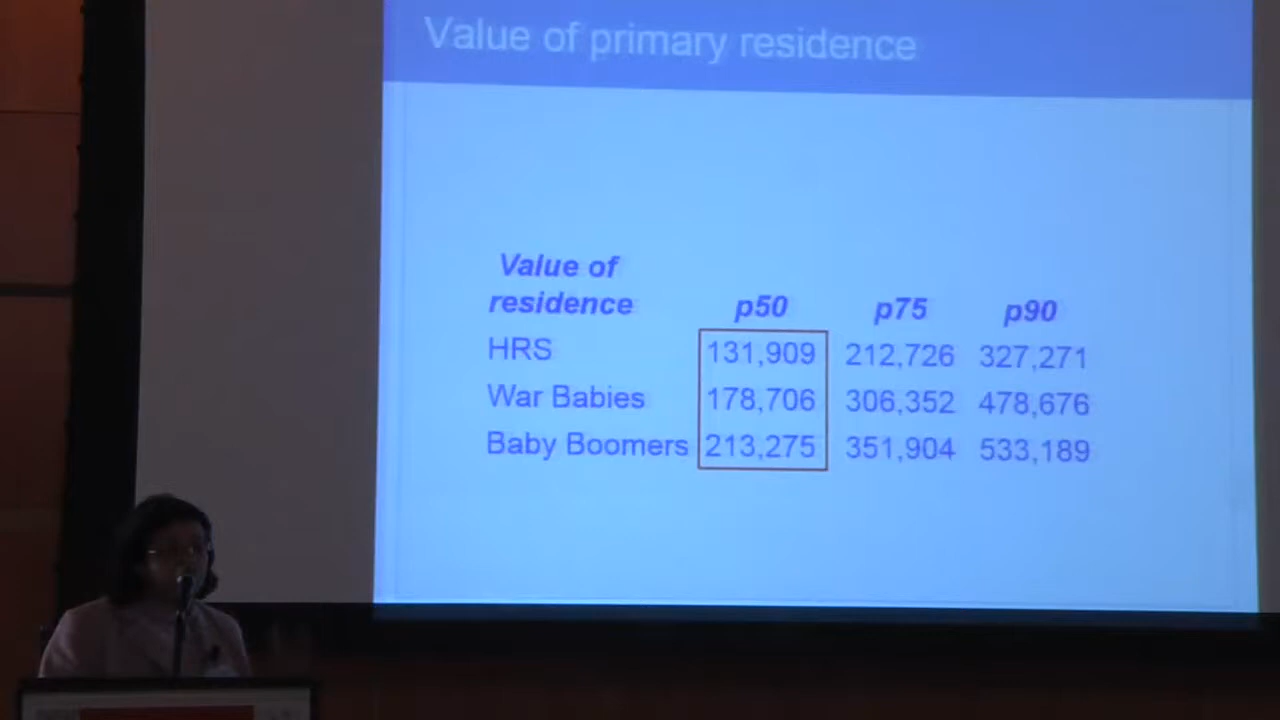 Value of primary residence
Value of
residence p50 p75 p90
HRS 131,909 212,726 327,271
War Babies 178,706 306,352 478,676
Baby Boomers 213,275 351,904 533,189